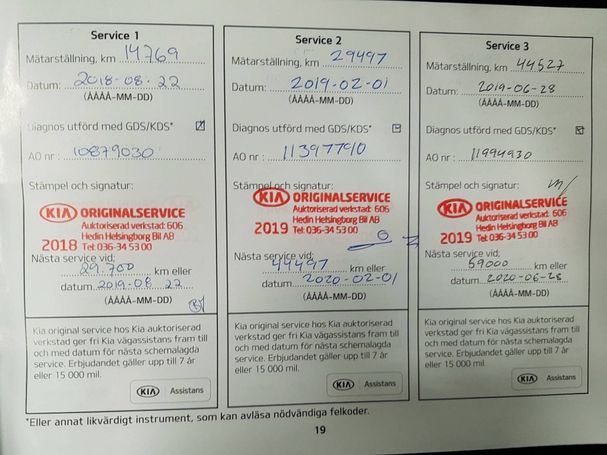 Service 1
Mätarställning, km 14769
Datum: 2018-08-22
(ÅÅÅÅ-MM-DD)
Diagnos utförd med GDS/KDS*
AO nr: 10879030
Stämpel och signatur:
KIA ORIGINALSERVICE
Auktoriserad verkstad: 606
Hedin Helsingborg Bil AB
2018 Tel: 036-34 53 00
Nästa service vid:
29.700 km eller
datum 2019-08-22
(ÅÅÅÅ-MM-DD)
Kia original service hos Kia auktoriserad
verkstad ger fri Kia vägassistans fram till
och med datum för nästa schemalagda
service. Erbjudandet gäller upp till 7 år
eller 15 000 mil.
KIA Assistans
Service 2
Mätarställning, km 29497
Datum: 2019-02-01
(ÅÅÅÅ-MM-DD)
Diagnos utförd med GDS/KDS*
AO nr: 11397790
Stämpel och signatur:
KIA ORIGINALSERVICE
Auktoriserad verkstad: 606
Hedin Helsingborg Bil AB
2019 Tel: 036-34 53 00
Nästa service vid:
44497 km eller
datum 2020-02-01
(ÅÅÅÅ-MM-DD)
Kia original service hos Kia auktoriserad
verkstad ger fri Kia vägassistans fram till
och med datum för nästa schemalagda
service. Erbjudandet gäller upp till 7 år
eller 15 000 mil.
KIA Assistans
Service 3
Mätarställning, km 44527
Datum: 2019-06-28
(ÅÅÅÅ-MM-DD)
Diagnos utförd med GDS/KDS*
AO nr: 11994930
Stämpel och signatur:
KIA ORIGINALSERVICE
Auktoriserad verkstad: 606
Hedin Helsingborg Bil AB
2019 Tel: 036-34 53 00
Nästa service vid:
59000 km eller
datum 2020-06-28
(ÅÅÅÅ-MM-DD)
Kia original service hos Kia auktoriserad
verkstad ger fri Kia vägassistans fram till
och med datum för nästa schemalagda
service. Erbjudandet gäller upp till 7 år
eller 15 000 mil.
KIA Assistans
*Eller annat likvärdigt instrument, som kan avläsa nödvändiga felkoder.
19